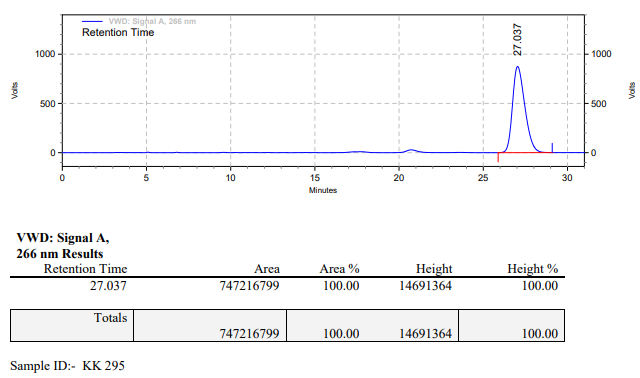 VWD: Signal A, 266 nm
Retention Time
27.037
Volts
1000
500
0
1000
500
0
Volts
0 5 10 15 20 25 30
Minutes
VWD: Signal A,
266 nm Results
Retention Time Area Area % Height Height %
27.037 747216799 100.00 14691364 100.00
Totals
747216799 100.00 14691364 100.00
Sample ID:- KK 295